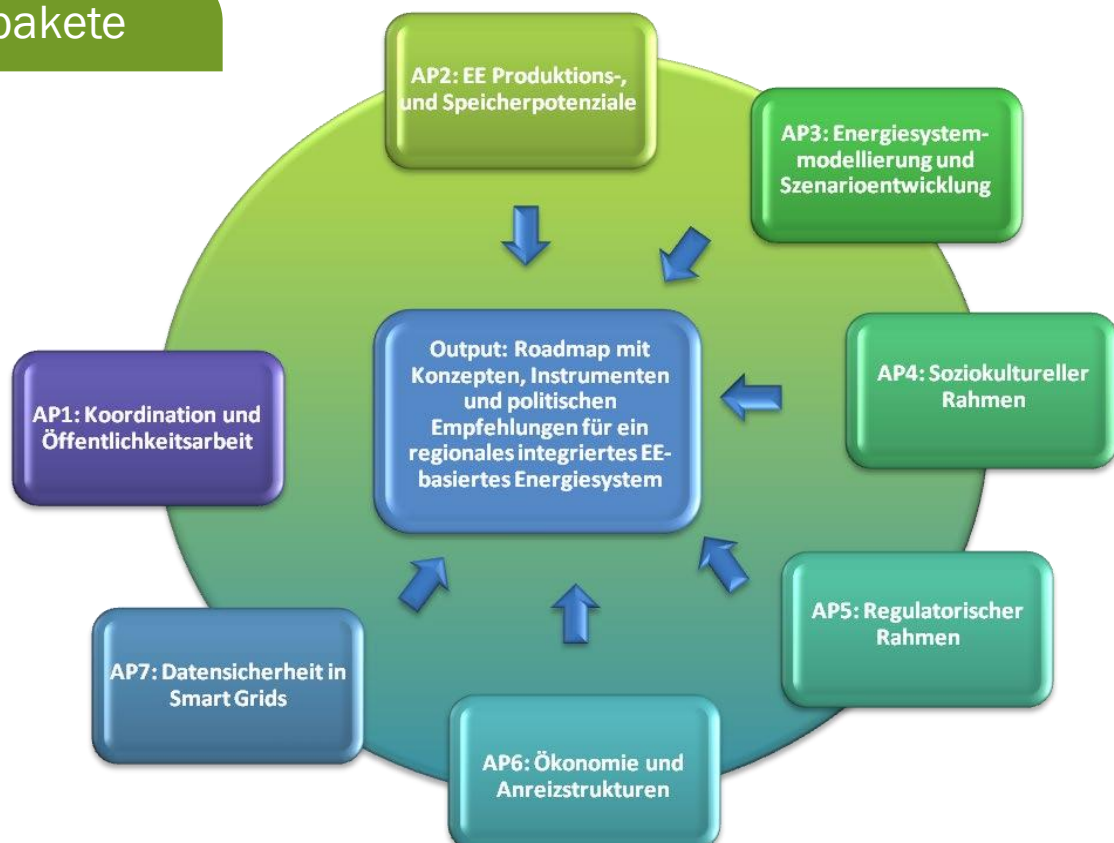 pakete
AP2: EE Produktions-,
und Speicherpotenziale
AP3: Energiesystem-
modellierung und
Szenarioentwicklung
Output: Roadmap mit
Konzepten, Instrumenten
und politischen
Empfehlungen für ein
regionales integriertes EE-
basiertes Energiesystem
AP4: Soziokultureller
Rahmen
AP1: Koordination und
Öffentlichkeitsarbeit
AP5: Regulatorischer
Rahmen
AP7: Datensicherheit in
Smart Grids
AP6: Ökonomie und
Anreizstrukturen